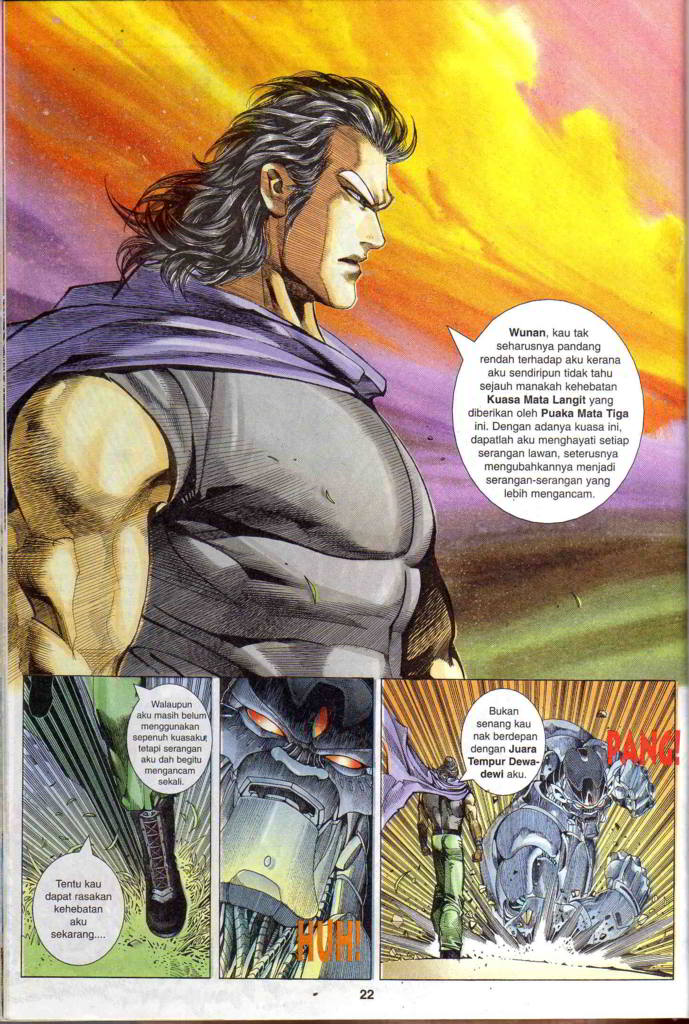 Wunan, kau tak
seharusnya pandang
rendah terhadap aku kerana
aku sendiripun tidak tahu
sejauh manakah kehebatan
Kuasa Mata Langit yang
diberikan oleh Puaka Mata Tiga
ini. Dengan adanya kuasa ini,
dapatlah aku menghayati setiap
serangan lawan, seterusnya
mengubahkannya menjadi
serangan-serangan yang
lebih mengancam.
Walaupun
aku masih belum
menggunakan
sepenuh kuasaku,
tetapi serangan
aku dah begitu
mengancam
sekali.
Tentu kau
dapat rasakan
kehebatan
aku
sekarang....
HUH!
Bukan
senang kau
nak berdepan
dengan Juara
Tempur Dewa-
dewi aku.
PANG!
22